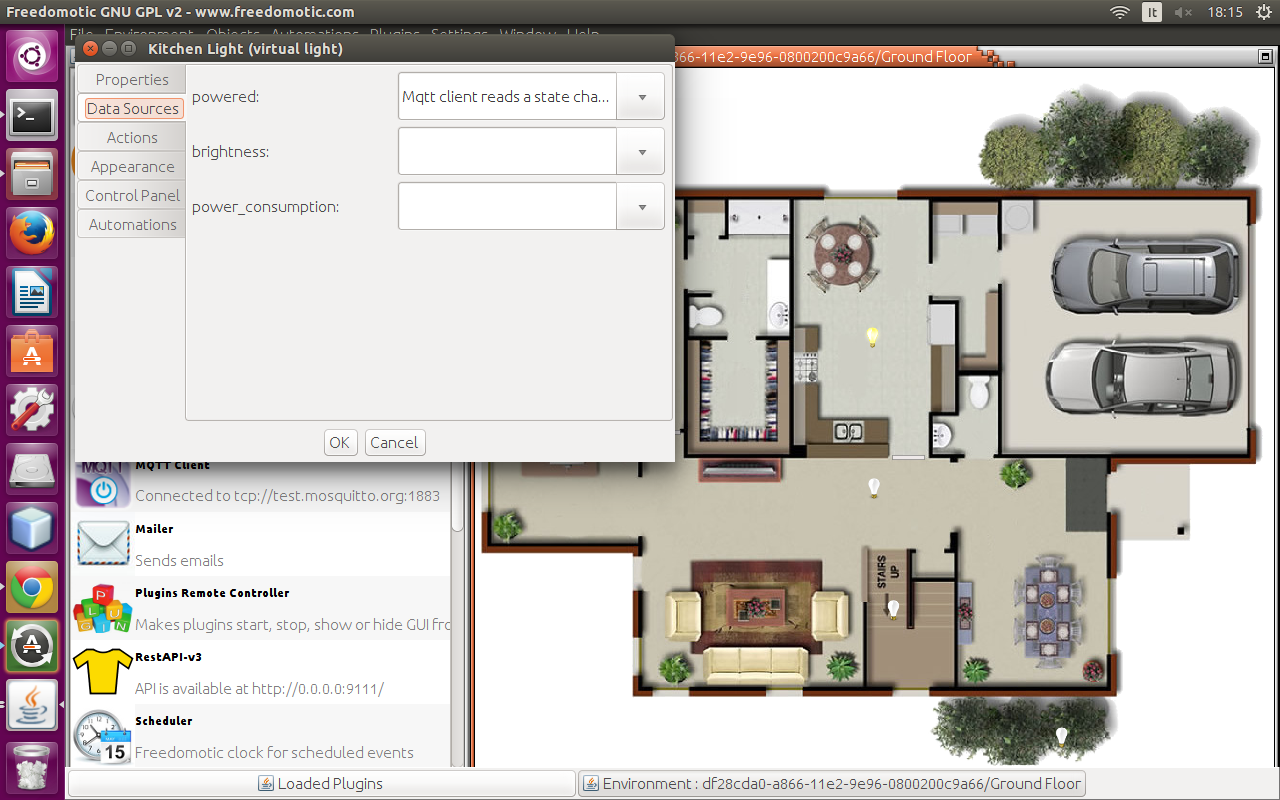 Freedomotic GNU GPL v2 - www.freedomotic.com
It
18:15
File Environment Objects Automations Plugins Settings Window Help
Kitchen Light (virtual light)
866-11e2-9e96-0800200c9a66/Ground Floor
Properties
Data Sources
Actions
Appearance
Control Panel
Automations
powered:
Mqtt client reads a state cha...
brightness:
power_consumption:
OK
Cancel
MQTT
MQTT Client
Connected to tcp://test.mosquitto.org:1883
Mailer
Sends emails
PLUGIN
Plugins Remote Controller
Makes plugins start, stop, show or hide GUI fro
RestAPI-v3
API is available at http://0.0.0.0:9111/
15
Scheduler
Freedomotic clock for scheduled events
STAIRS
UP
Loaded Plugins
Environment : df28cda0-a866-11e2-9e96-0800200c9a66/Ground Floor